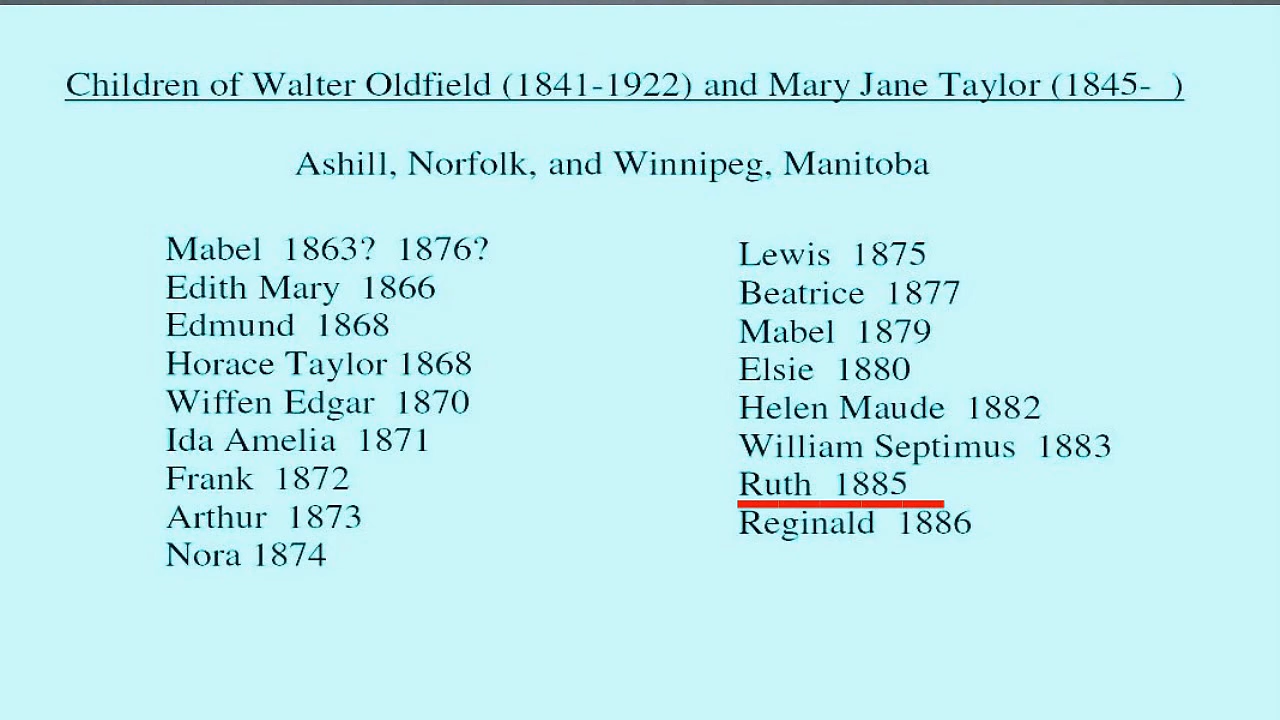 Children of Walter Oldfield (1841-1922) and Mary Jane Taylor (1845-  )
Ashill, Norfolk, and Winnipeg, Manitoba
Mabel  1863?  1876?
Edith Mary  1866
Edmund  1868
Horace Taylor 1868
Wiffen Edgar  1870
Ida Amelia  1871
Frank  1872
Arthur  1873
Nora 1874
Lewis  1875
Beatrice  1877
Mabel  1879
Elsie  1880
Helen Maude  1882
William Septimus  1883
Ruth  1885
Reginald  1886